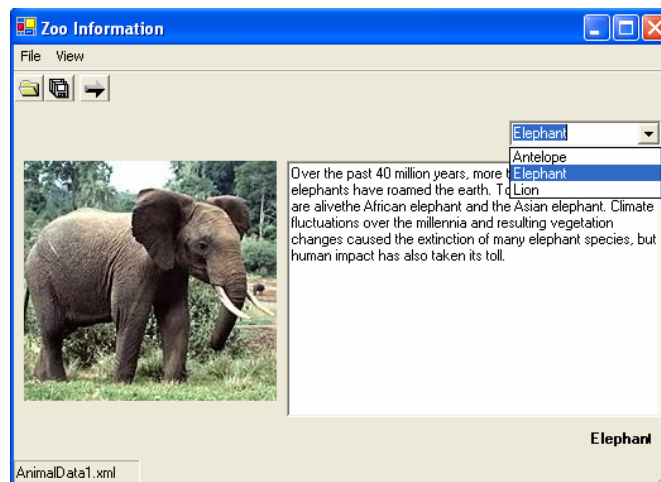 Zoo Information
File View
Elephant
Antelope
Elephant
Lion
Over the past 40 million years, more
elephants have roamed the earth.
are alivethe African elephant and the Asian elephant. Climate
fluctuations over the millennia and resulting vegetation
changes caused the extinction of many elephant species, but
human impact has also taken its toll.
Elephant
AnimalData1.xml